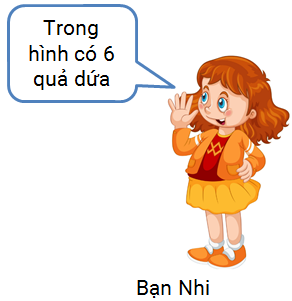 Trong
hình có 6
quả dứa
Bạn Nhi